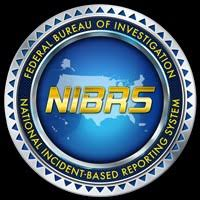 FEDERAL BUREAU OF INVESTIGATION
NIBRS
NATIONAL INCIDENT-BASED REPORTING SYSTEM